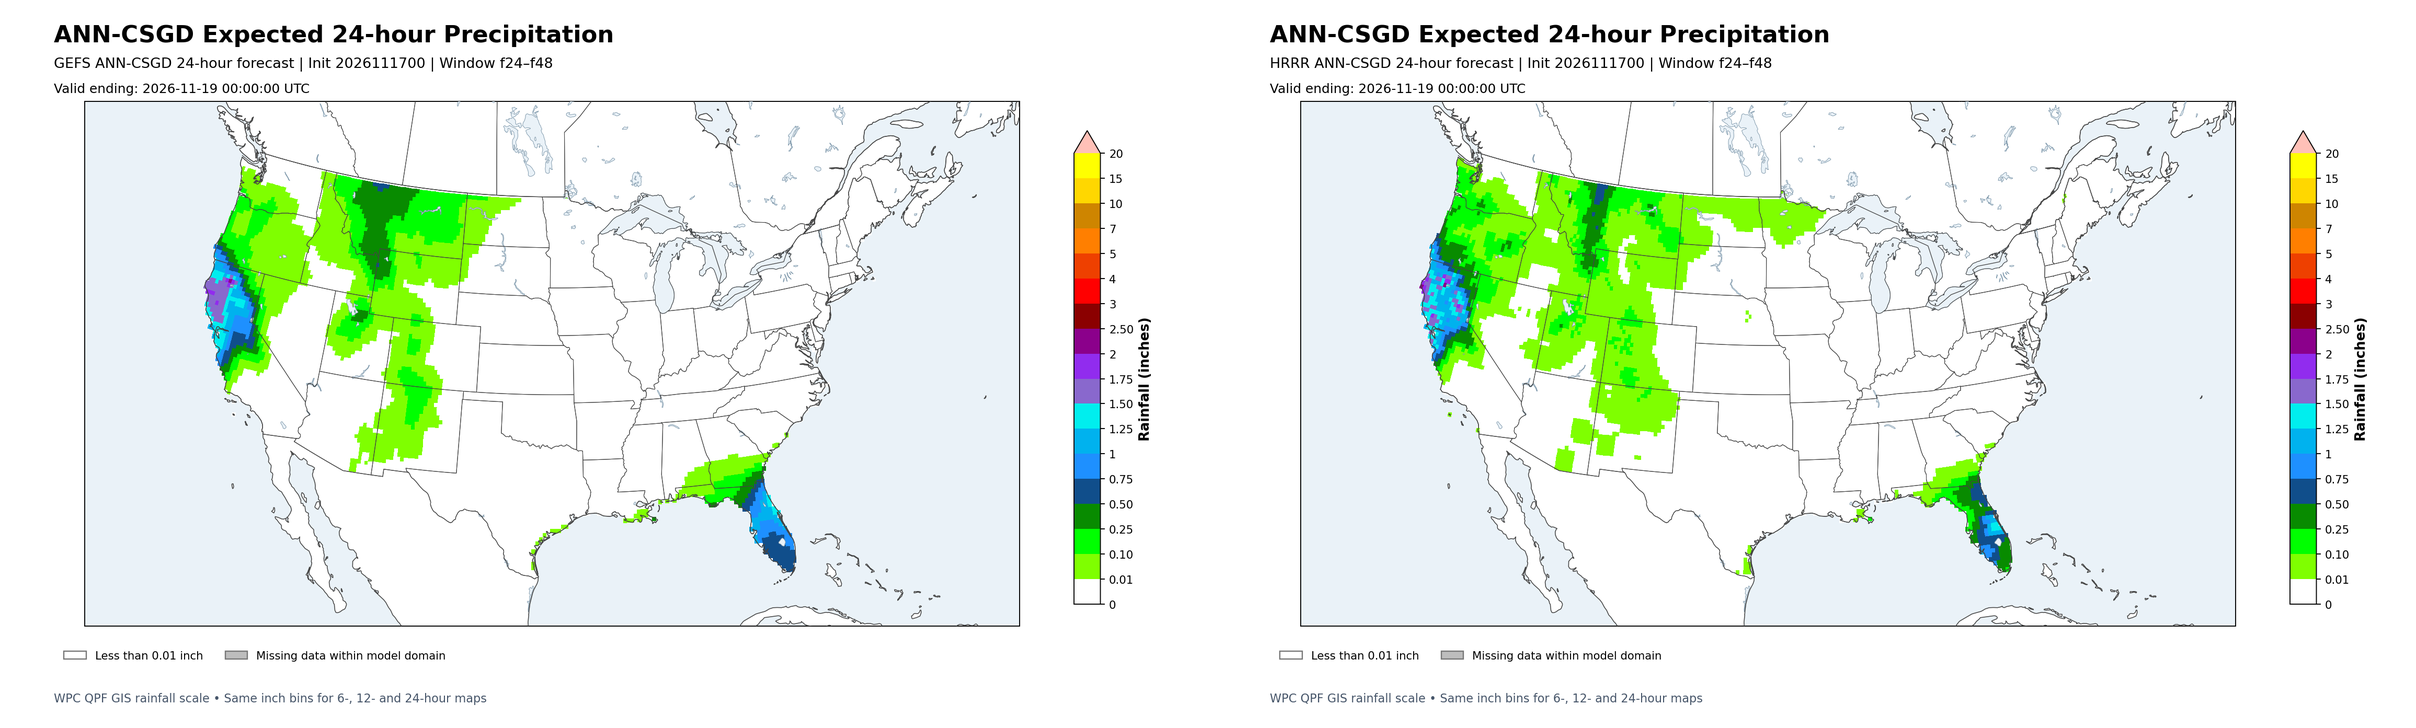 ANN-CSGD Expected 24-hour Precipitation
GEFS ANN-CSGD 24-hour forecast | Init 2026111700 | Window f24–f48
Valid ending: 2026-11-19 00:00:00 UTC
20
15
10
7
5
4
3
2.50
2
1.75
1.50
1.25
1
0.75
0.50
0.25
0.10
0.01
0
Rainfall (inches)
Less than 0.01 inch
Missing data within model domain
WPC QPF GIS rainfall scale • Same inch bins for 6-, 12- and 24-hour maps
ANN-CSGD Expected 24-hour Precipitation
HRRR ANN-CSGD 24-hour forecast | Init 2026111700 | Window f24–f48
Valid ending: 2026-11-19 00:00:00 UTC
20
15
10
7
5
4
3
2.50
2
1.75
1.50
1.25
1
0.75
0.50
0.25
0.10
0.01
0
Rainfall (inches)
Less than 0.01 inch
Missing data within model domain
WPC QPF GIS rainfall scale • Same inch bins for 6-, 12- and 24-hour maps